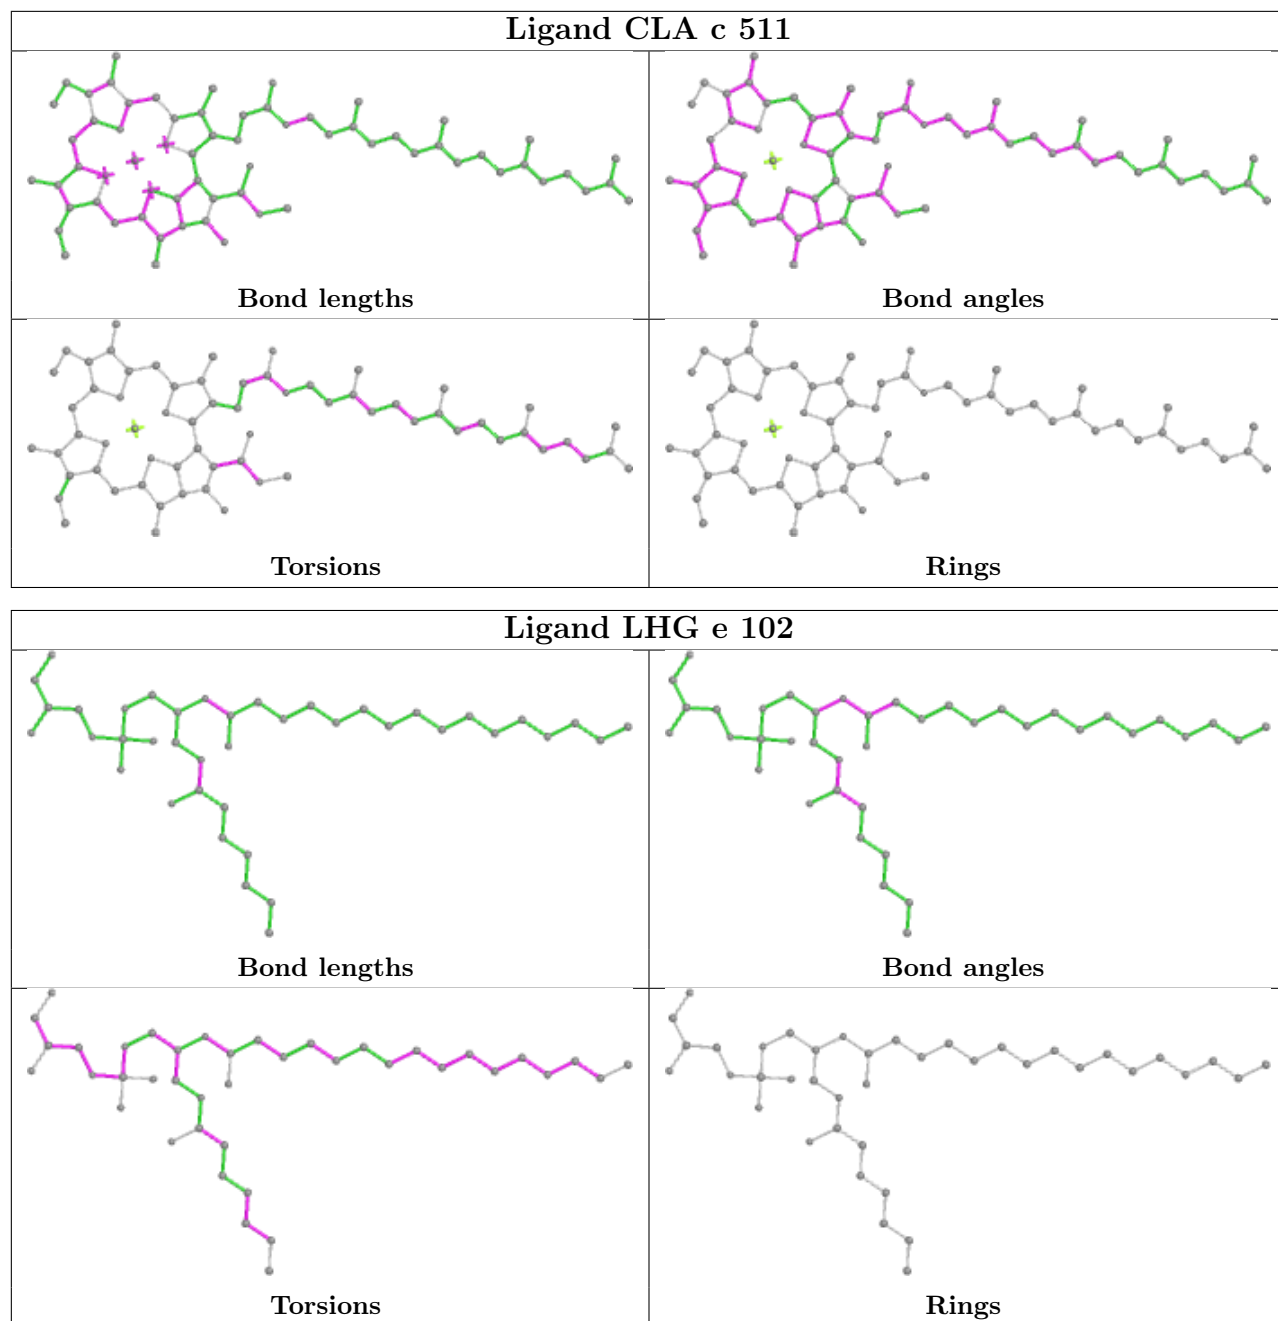 Ligand CLA c 511
Bond lengths
Bond angles
Torsions
Rings
Ligand LHG e 102
Bond lengths
Bond angles
Torsions
Rings